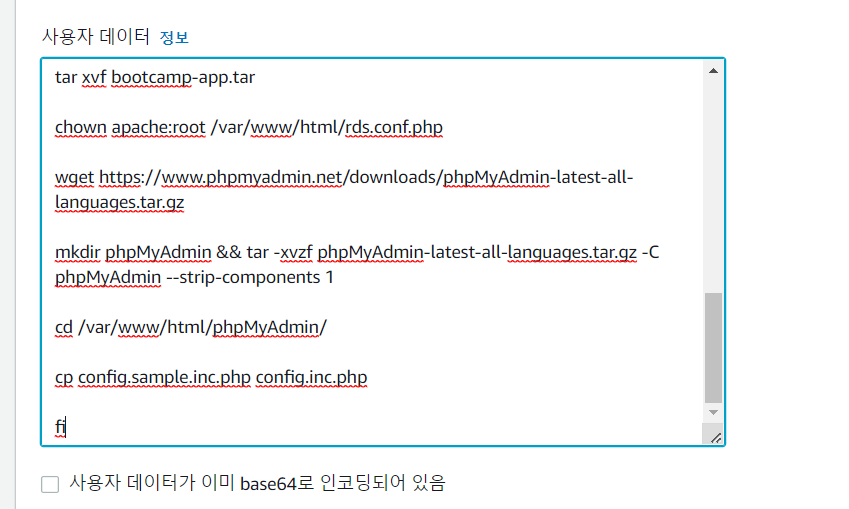 사용자 데이터 정보
tar xvf bootcamp-app.tar
chown apache:root /var/www/html/rds.conf.php
wget https://www.phpmyadmin.net/downloads/phpMyAdmin-latest-all-
languages.tar.gz
mkdir phpMyAdmin && tar -xvzf phpMyAdmin-latest-all-languages.tar.gz -C
phpMyAdmin --strip-components 1
cd /var/www/html/phpMyAdmin/
cp config.sample.inc.php config.inc.php
fi
사용자 데이터가 이미 base64로 인코딩되어 있음